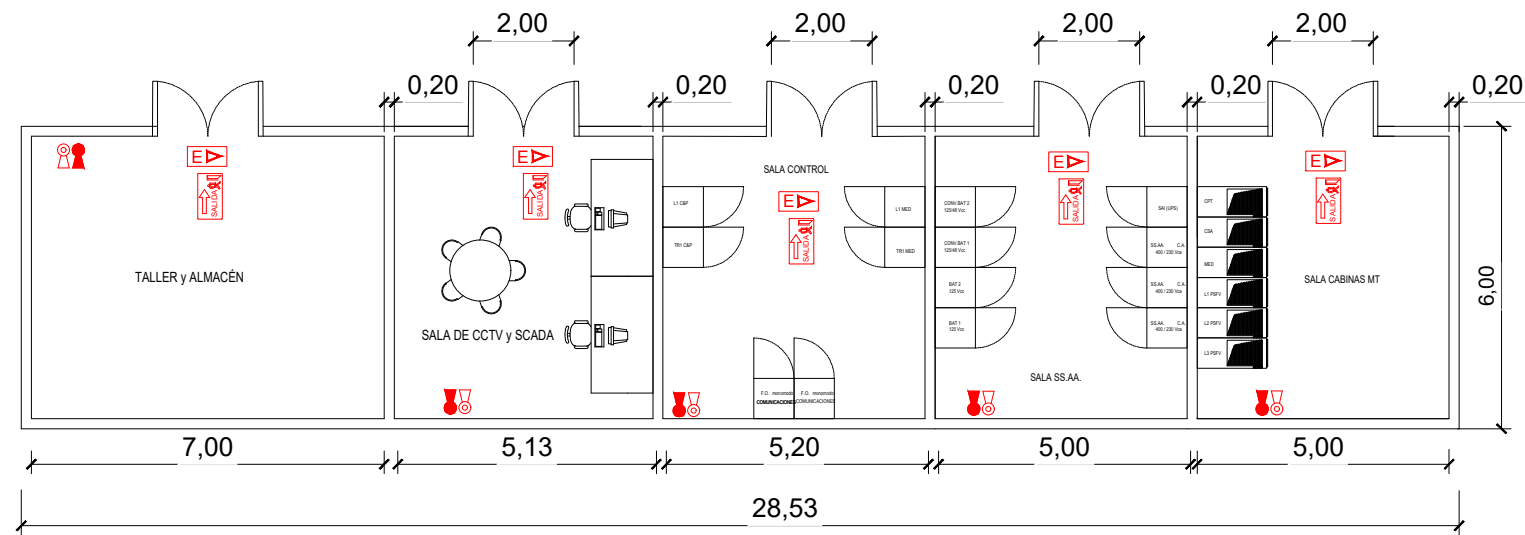 2,00
2,00
2,00
2,00
0,20
0,20
0,20
0,20
0,20
E
SALIDA
TALLER y ALMACÉN
E
SALIDA
SALA DE CCTV y SCADA
SALA CONTROL
E
SALIDA
L1 C&P
TR1 C&P
L1 MED
TR1 MED
F.O. monomodo
COMUNICACIONES
F.O. monomodo
COMUNICACIONES
E
SALIDA
CONV BAT 2
125/48 Vcc
CONV BAT 1
125/48 Vcc
BAT 2
125 Vcc
BAT 1
125 Vcc
SAI (UPS)
SS.AA. C.A.
400 / 230 Vca
SS.AA. C.A.
400 / 230 Vca
SS.AA. C.A.
400 / 230 Vca
SALA SS.AA.
E
SALIDA
CPT
CSA
MED
L1 PSFV
L2 PSFV
L3 PSFV
SALA CABINAS MT
6,00
7,00
5,13
5,20
5,00
5,00
28,53